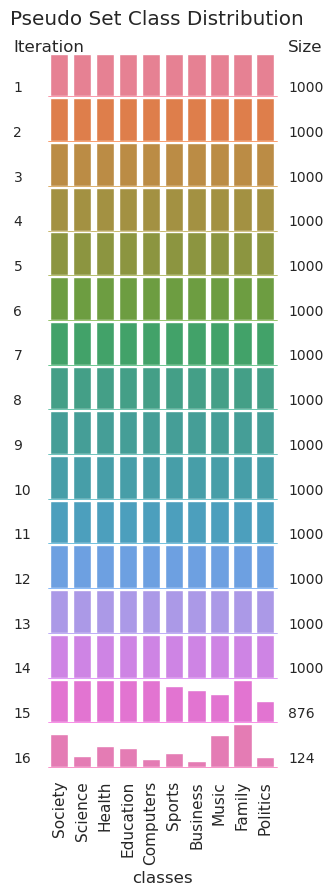 Pseudo Set Class Distribution
Iteration Size
1 1000
2 1000
3 1000
4 1000
5 1000
6 1000
7 1000
8 1000
9 1000
10 1000
11 1000
12 1000
13 1000
14 1000
15 876
16 124
Society
Science
Health
Education
Computers
Sports
Business
Music
Family
Politics
classes